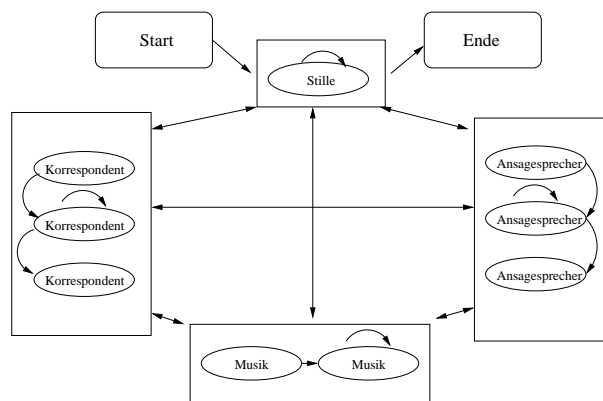 Start
Ende
Stille
Korrespondent
Korrespondent
Korrespondent
Ansagesprecher
Ansagesprecher
Ansagesprecher
Musik
Musik